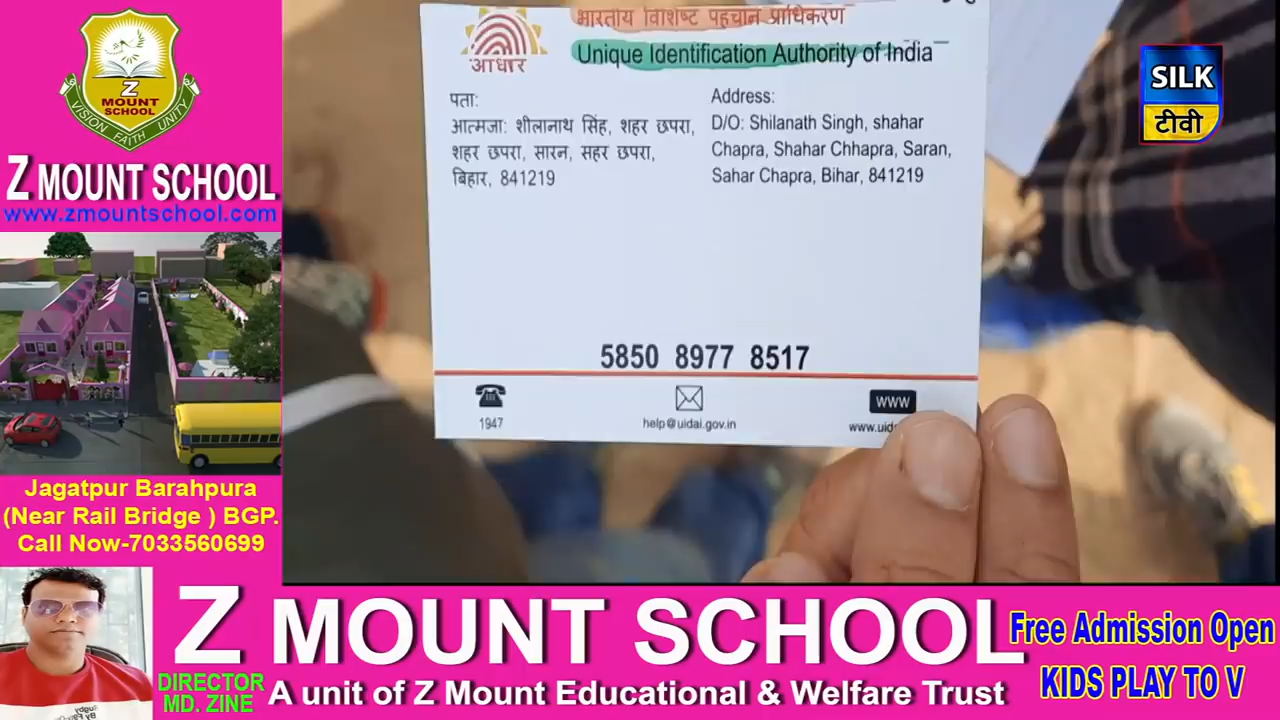 Z
MOUNT
SCHOOL
VISION FAITH UNITY
Z MOUNT SCHOOL
www.zmountschool.com
Jagatpur Barahpura
(Near Rail Bridge ) BGP.
Call Now-7033560699
आधार
भारतीय विशिष्ट पहचान प्राधिकरण
Unique Identification Authority of India
पता:
आत्मजा: शीलानाथ सिंह, शहर छपरा,
शहर छपरा, सारन, सहर छपरा,
बिहार, 841219
Address:
D/O: Shilanath Singh, shahar
Chapra, Shahar Chhapra, Saran,
Sahar Chapra, Bihar, 841219
5850 8977 8517
1947
help@uidai.gov.in
WWW
SILK
टीवी
Z MOUNT SCHOOL
DIRECTOR
MD. ZINE
A unit of Z Mount Educational & Welfare Trust
Free Admission Open
KIDS PLAY TO V